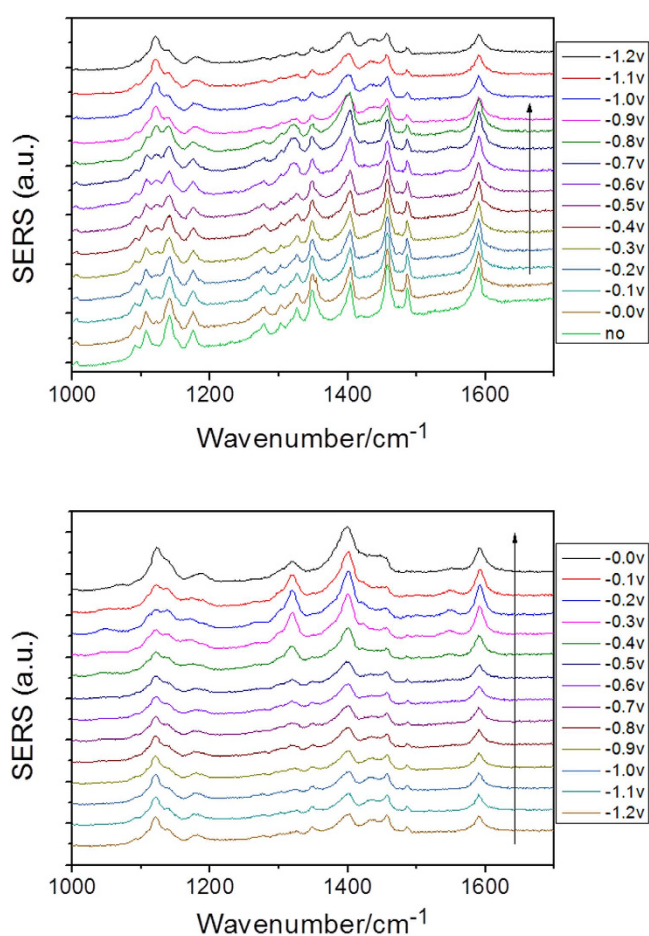 SERS (a.u.)
1000
1200
1400
1600
Wavenumber/cm-1
-1.2v
-1.1v
-1.0v
-0.9v
-0.8v
-0.7v
-0.6v
-0.5v
-0.4v
-0.3v
-0.2v
-0.1v
-0.0v
no
SERS (a.u.)
1000
1200
1400
1600
Wavenumber/cm-1
-0.0v
-0.1v
-0.2v
-0.3v
-0.4v
-0.5v
-0.6v
-0.7v
-0.8v
-0.9v
-1.0v
-1.1v
-1.2v